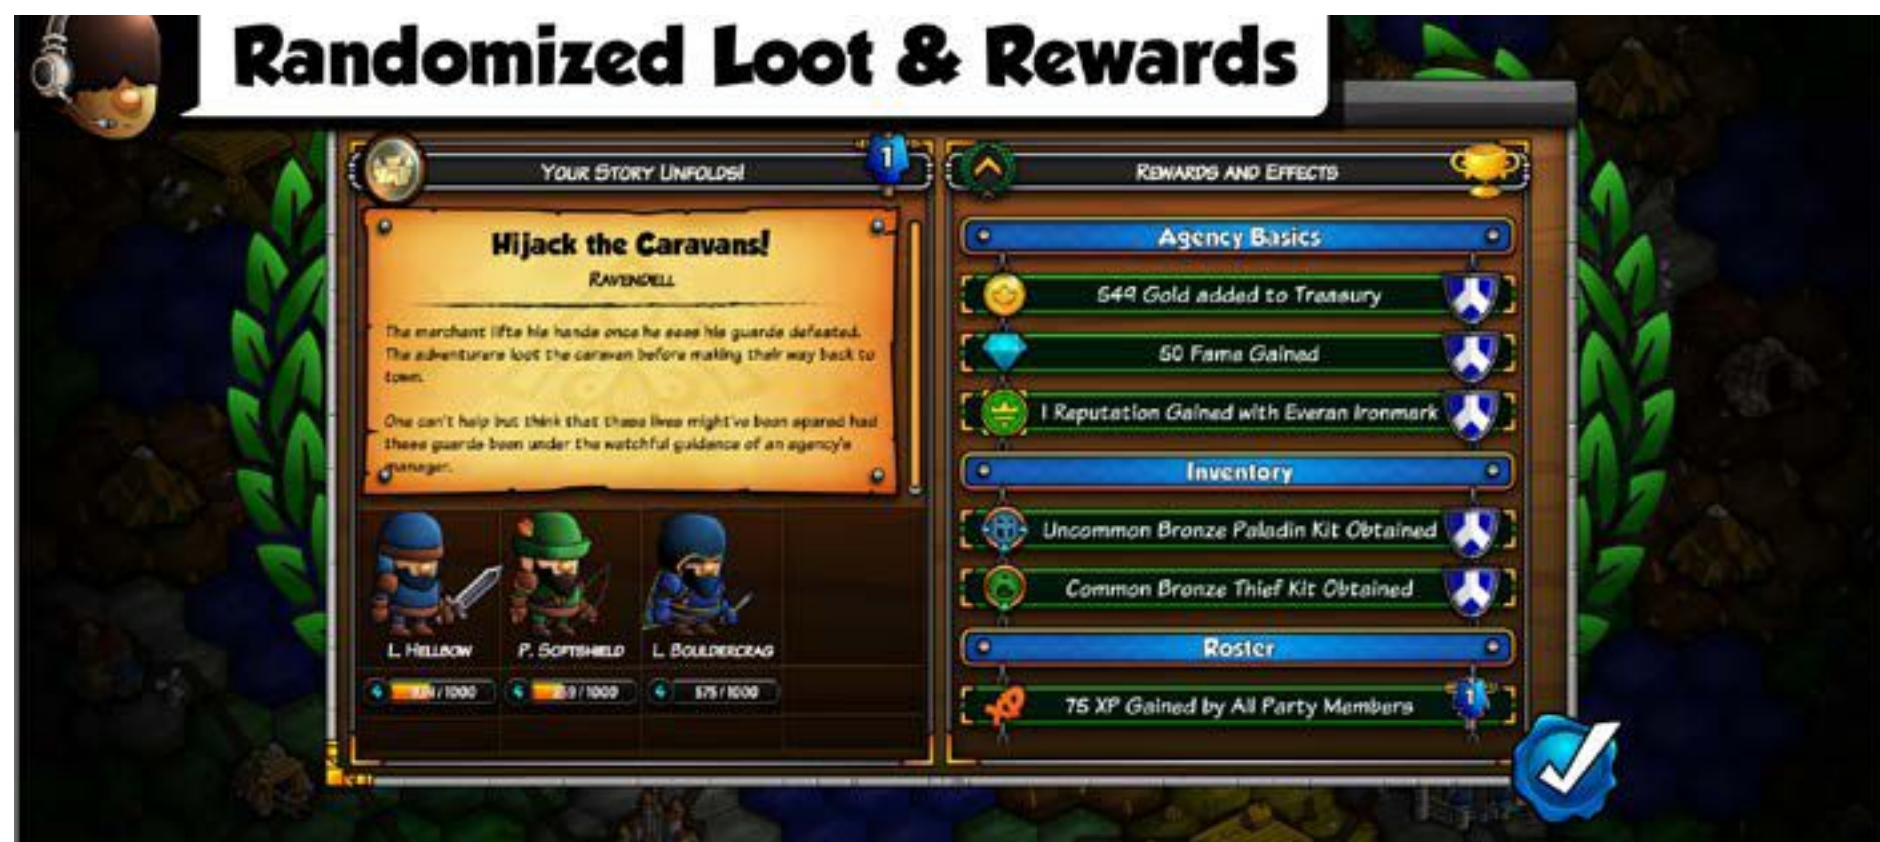 Randomized Loot & Rewards
YOUR STORY UNFOLDS!
1
Hijack the Caravans!
RAVENDELL
The merchant lifts his hands once he sees his guards defeated.
The adventurers loot the caravan before making their way back to
town.
One can't help but think that these lives might've been spared had
these guards been under the watchful guidance of an agency's
manager.
L. HELLBOW
P. SOFTSHIELD
L. BOULDERCRAG
/1000
/1000
575/1000
REWARDS AND EFFECTS
Agency Basics
549 Gold added to Treasury
50 Fame Gained
1 Reputation Gained with Everan Ironmark
Inventory
Uncommon Bronze Paladin Kit Obtained
Common Bronze Thief Kit Obtained
Roster
XP
75 XP Gained by All Party Members
1